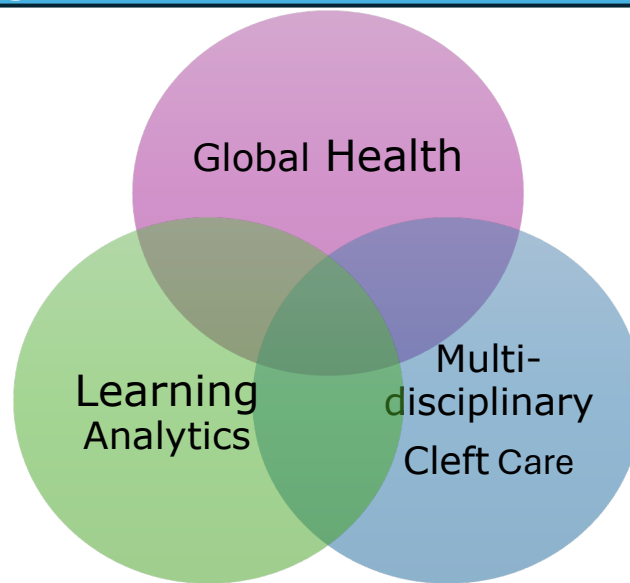 Global Health
Learning
Analytics
Multi-
disciplinary
Cleft Care